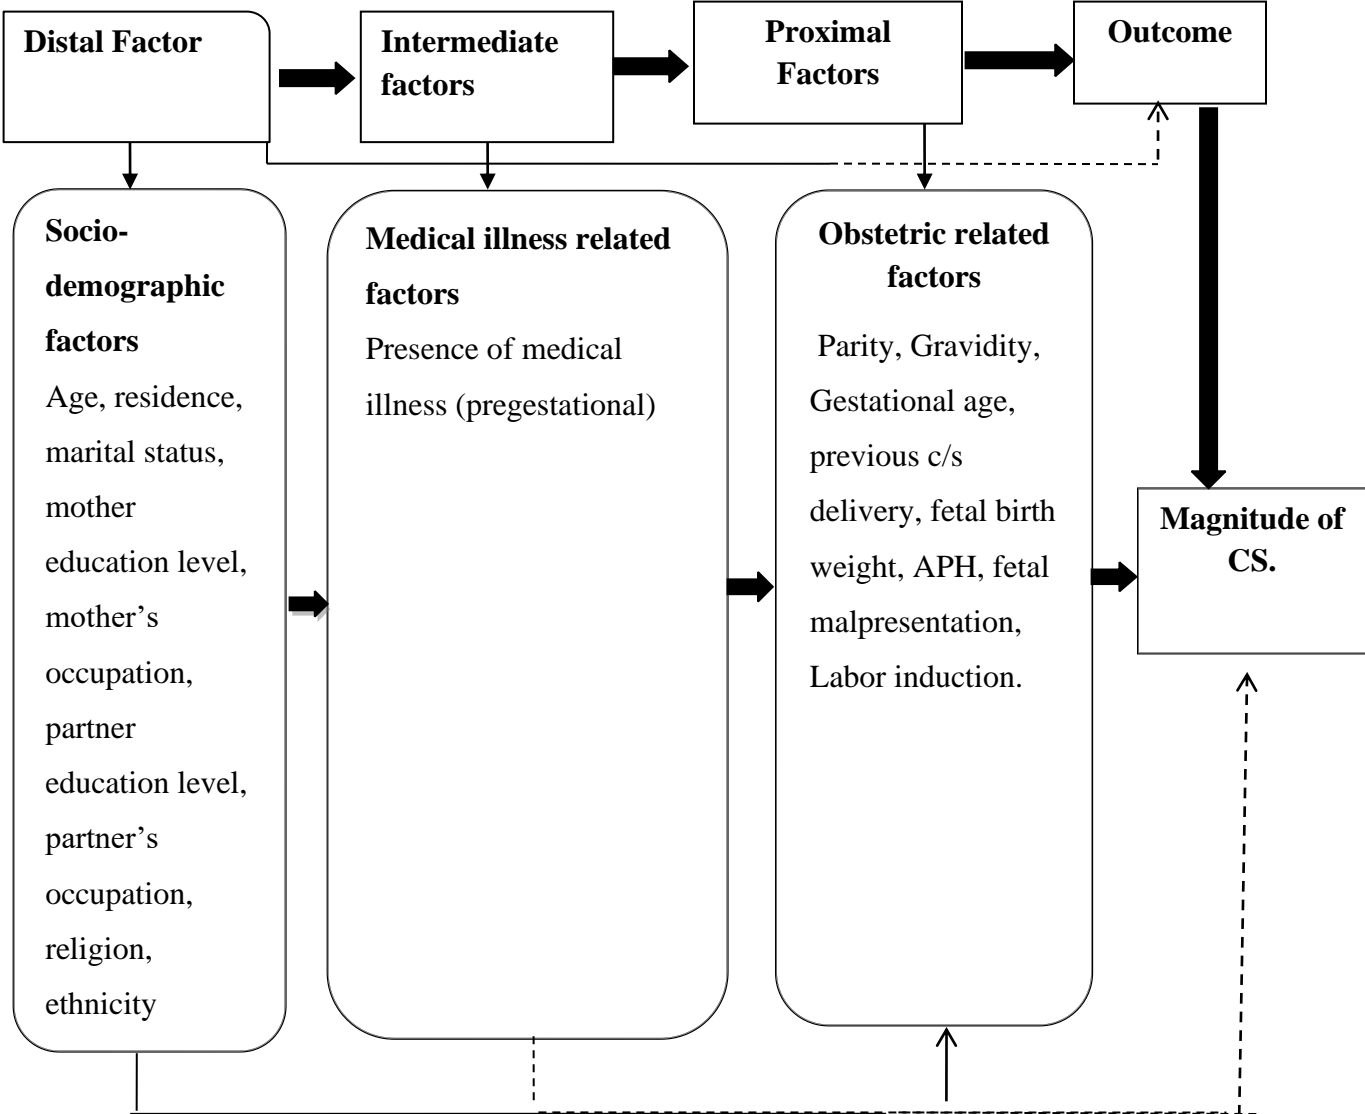 Distal Factor
Intermediate
factors
Proximal
Factors
Outcome
Socio-
demographic
factors
Age, residence,
marital status,
mother
education level,
mother’s
occupation,
partner
education level,
partner’s
occupation,
religion,
ethnicity
Medical illness related
factors
Presence of medical
illness (pregestational)
Obstetric related
factors
Parity, Gravidity,
Gestational age,
previous c/s
delivery, fetal birth
weight, APH, fetal
malpresentation,
Labor induction.
Magnitude of
CS.